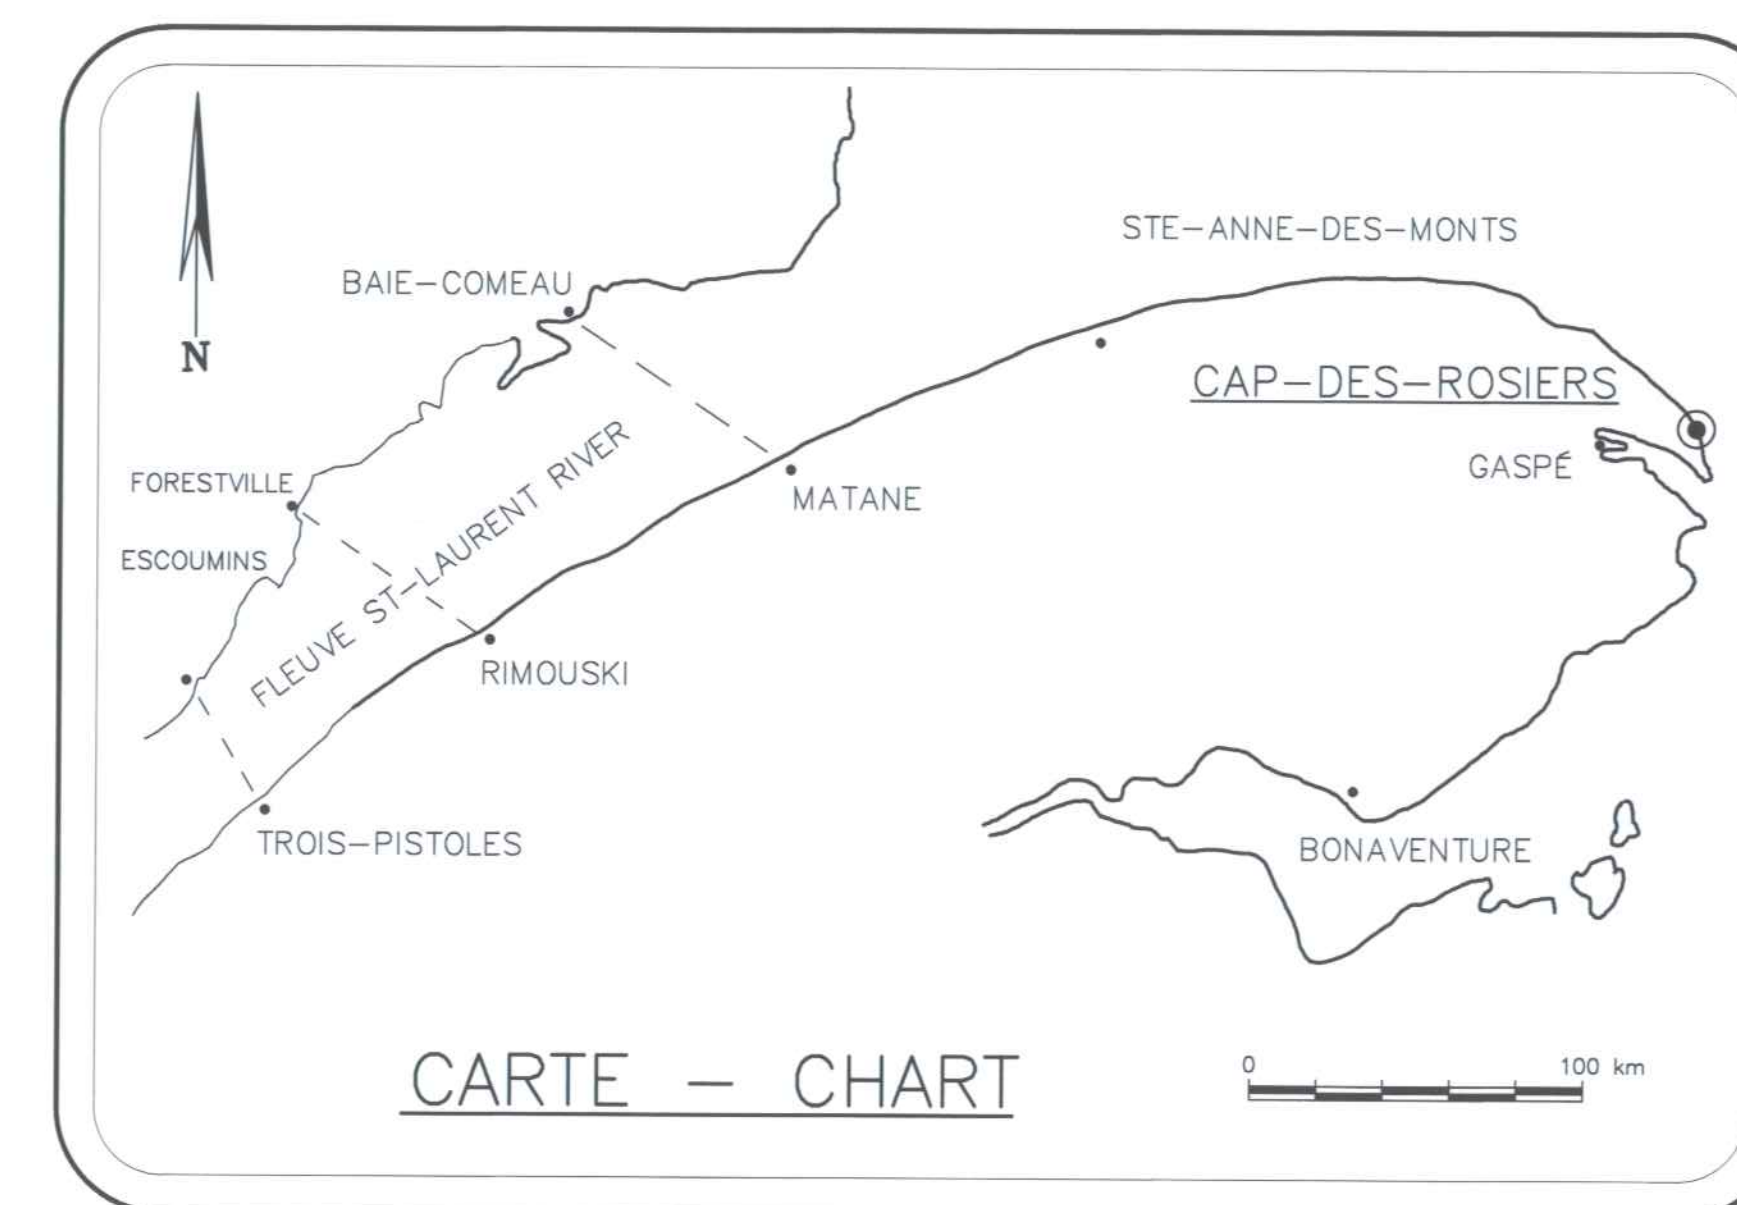 STE-ANNE-DES-MONTS
BAIE-COMEAU
N
CAP-DES-ROSIERS
GASPÉ
FORESTVILLE
MATANE
ESCOUMINS
FLEUVE ST-LAURENT RIVER
RIMOUSKI
TROIS-PISTOLES
BONAVENTURE
CARTE - CHART
0 100 km